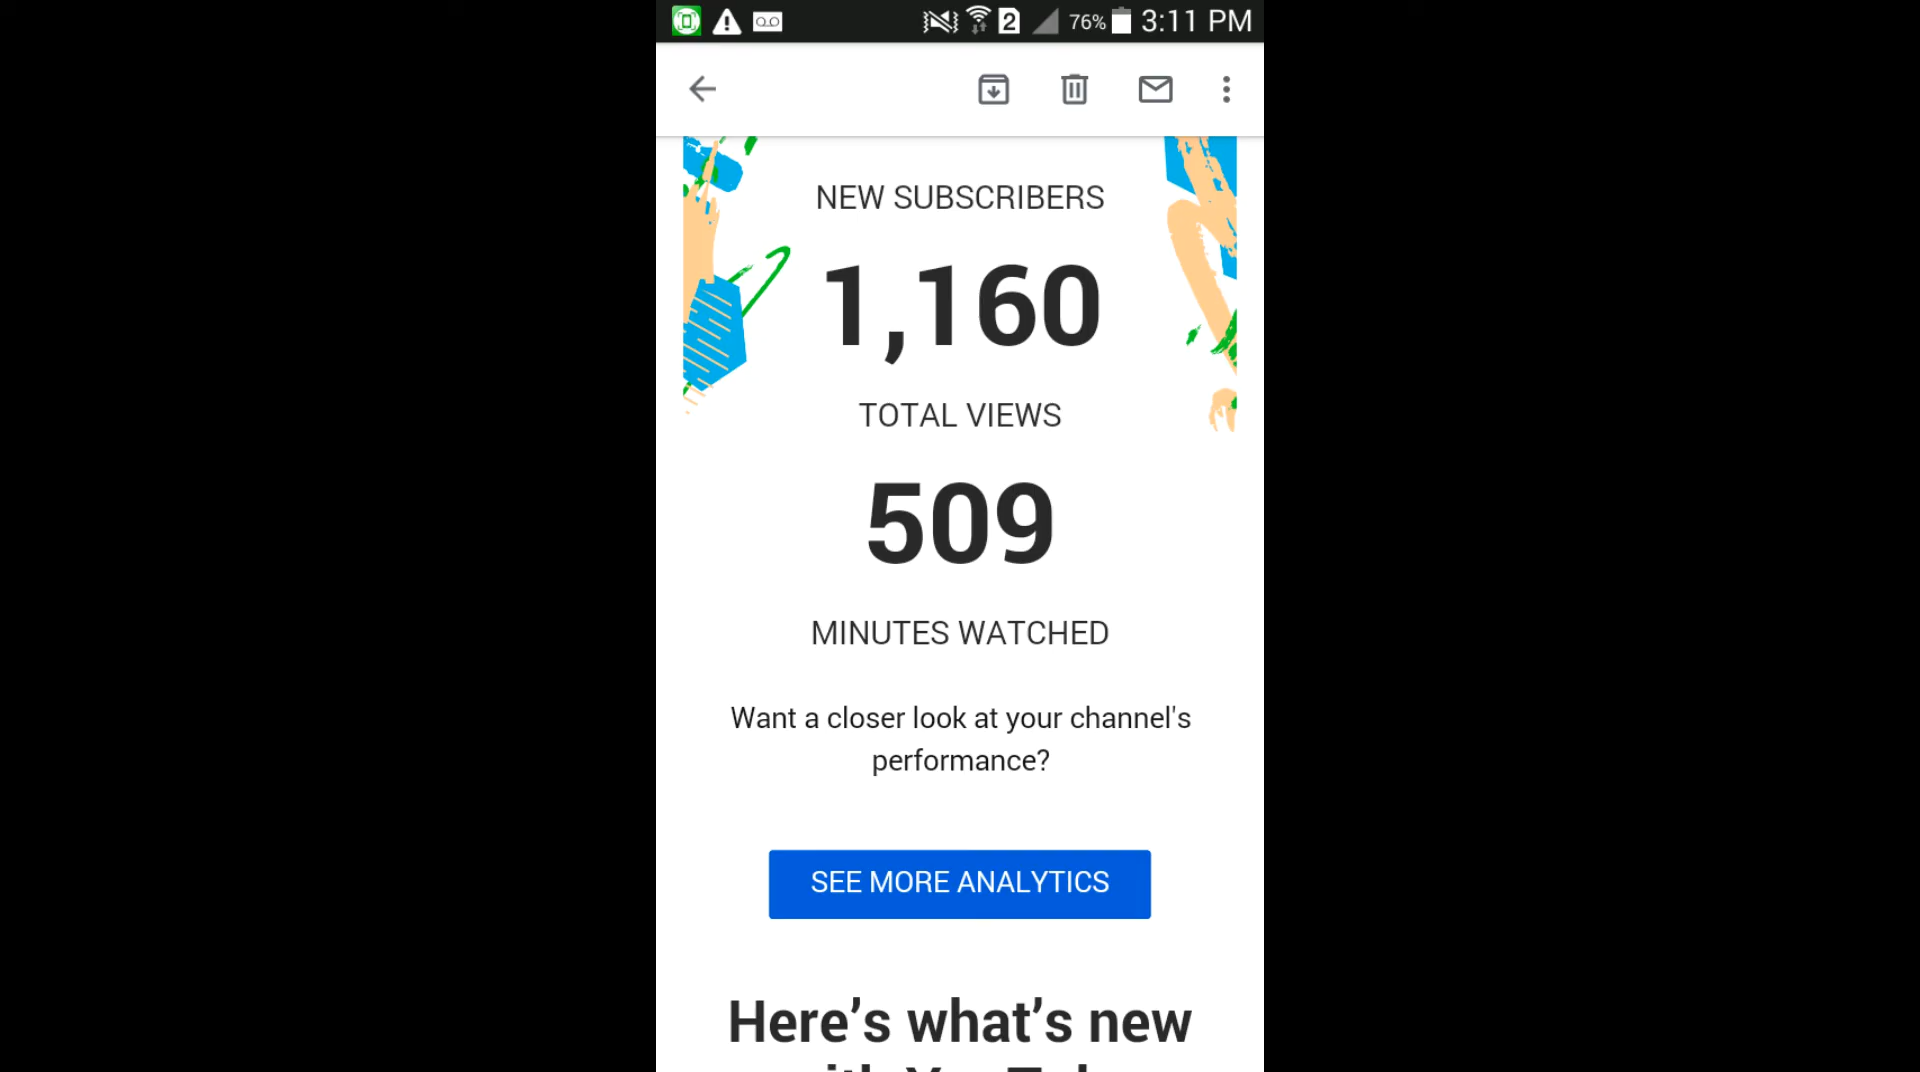 2 76% 3:11 PM
NEW SUBSCRIBERS
1,160
TOTAL VIEWS
509
MINUTES WATCHED
Want a closer look at your channel's
performance?
SEE MORE ANALYTICS
Here’s what’s new